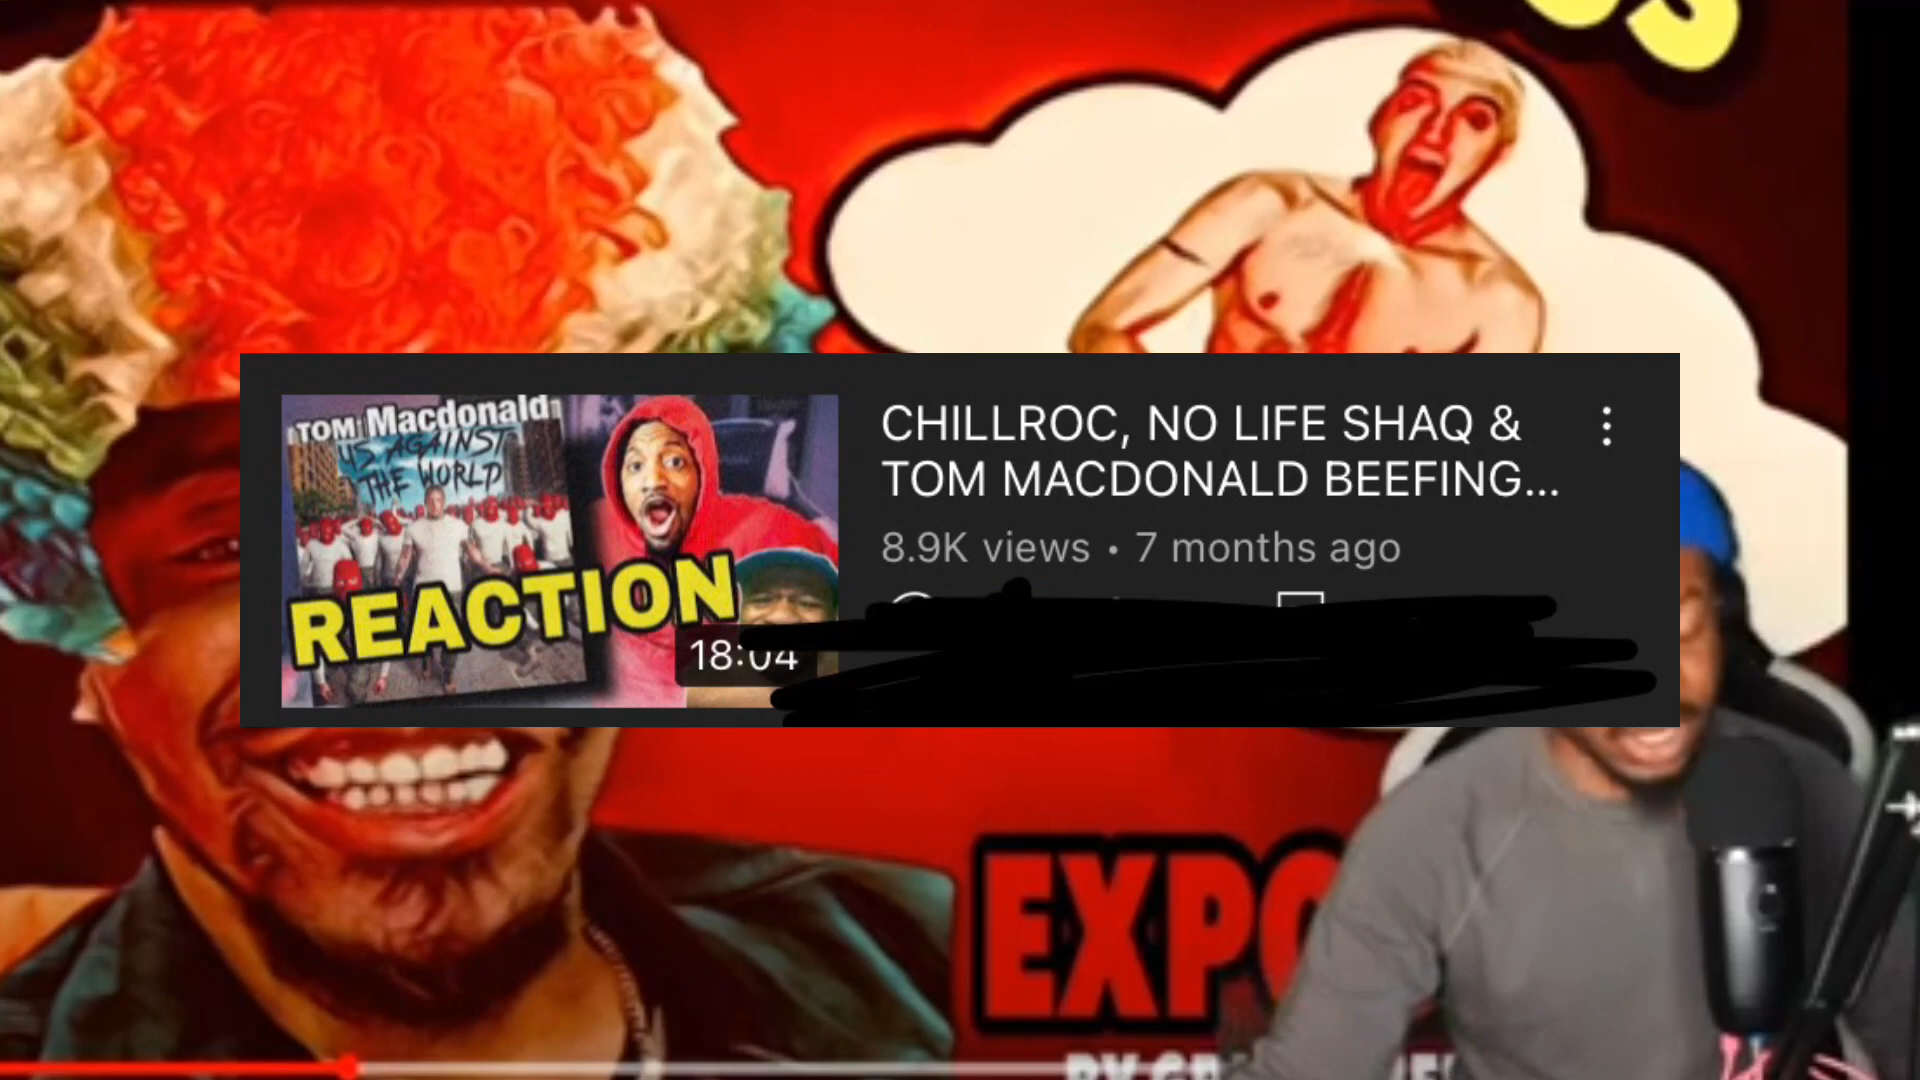 TOM Macdonald
US AGAINST
THE WORLD
REACTION
18:04
CHILLROC, NO LIFE SHAQ &
TOM MACDONALD BEEFING...
8.9K views • 7 months ago